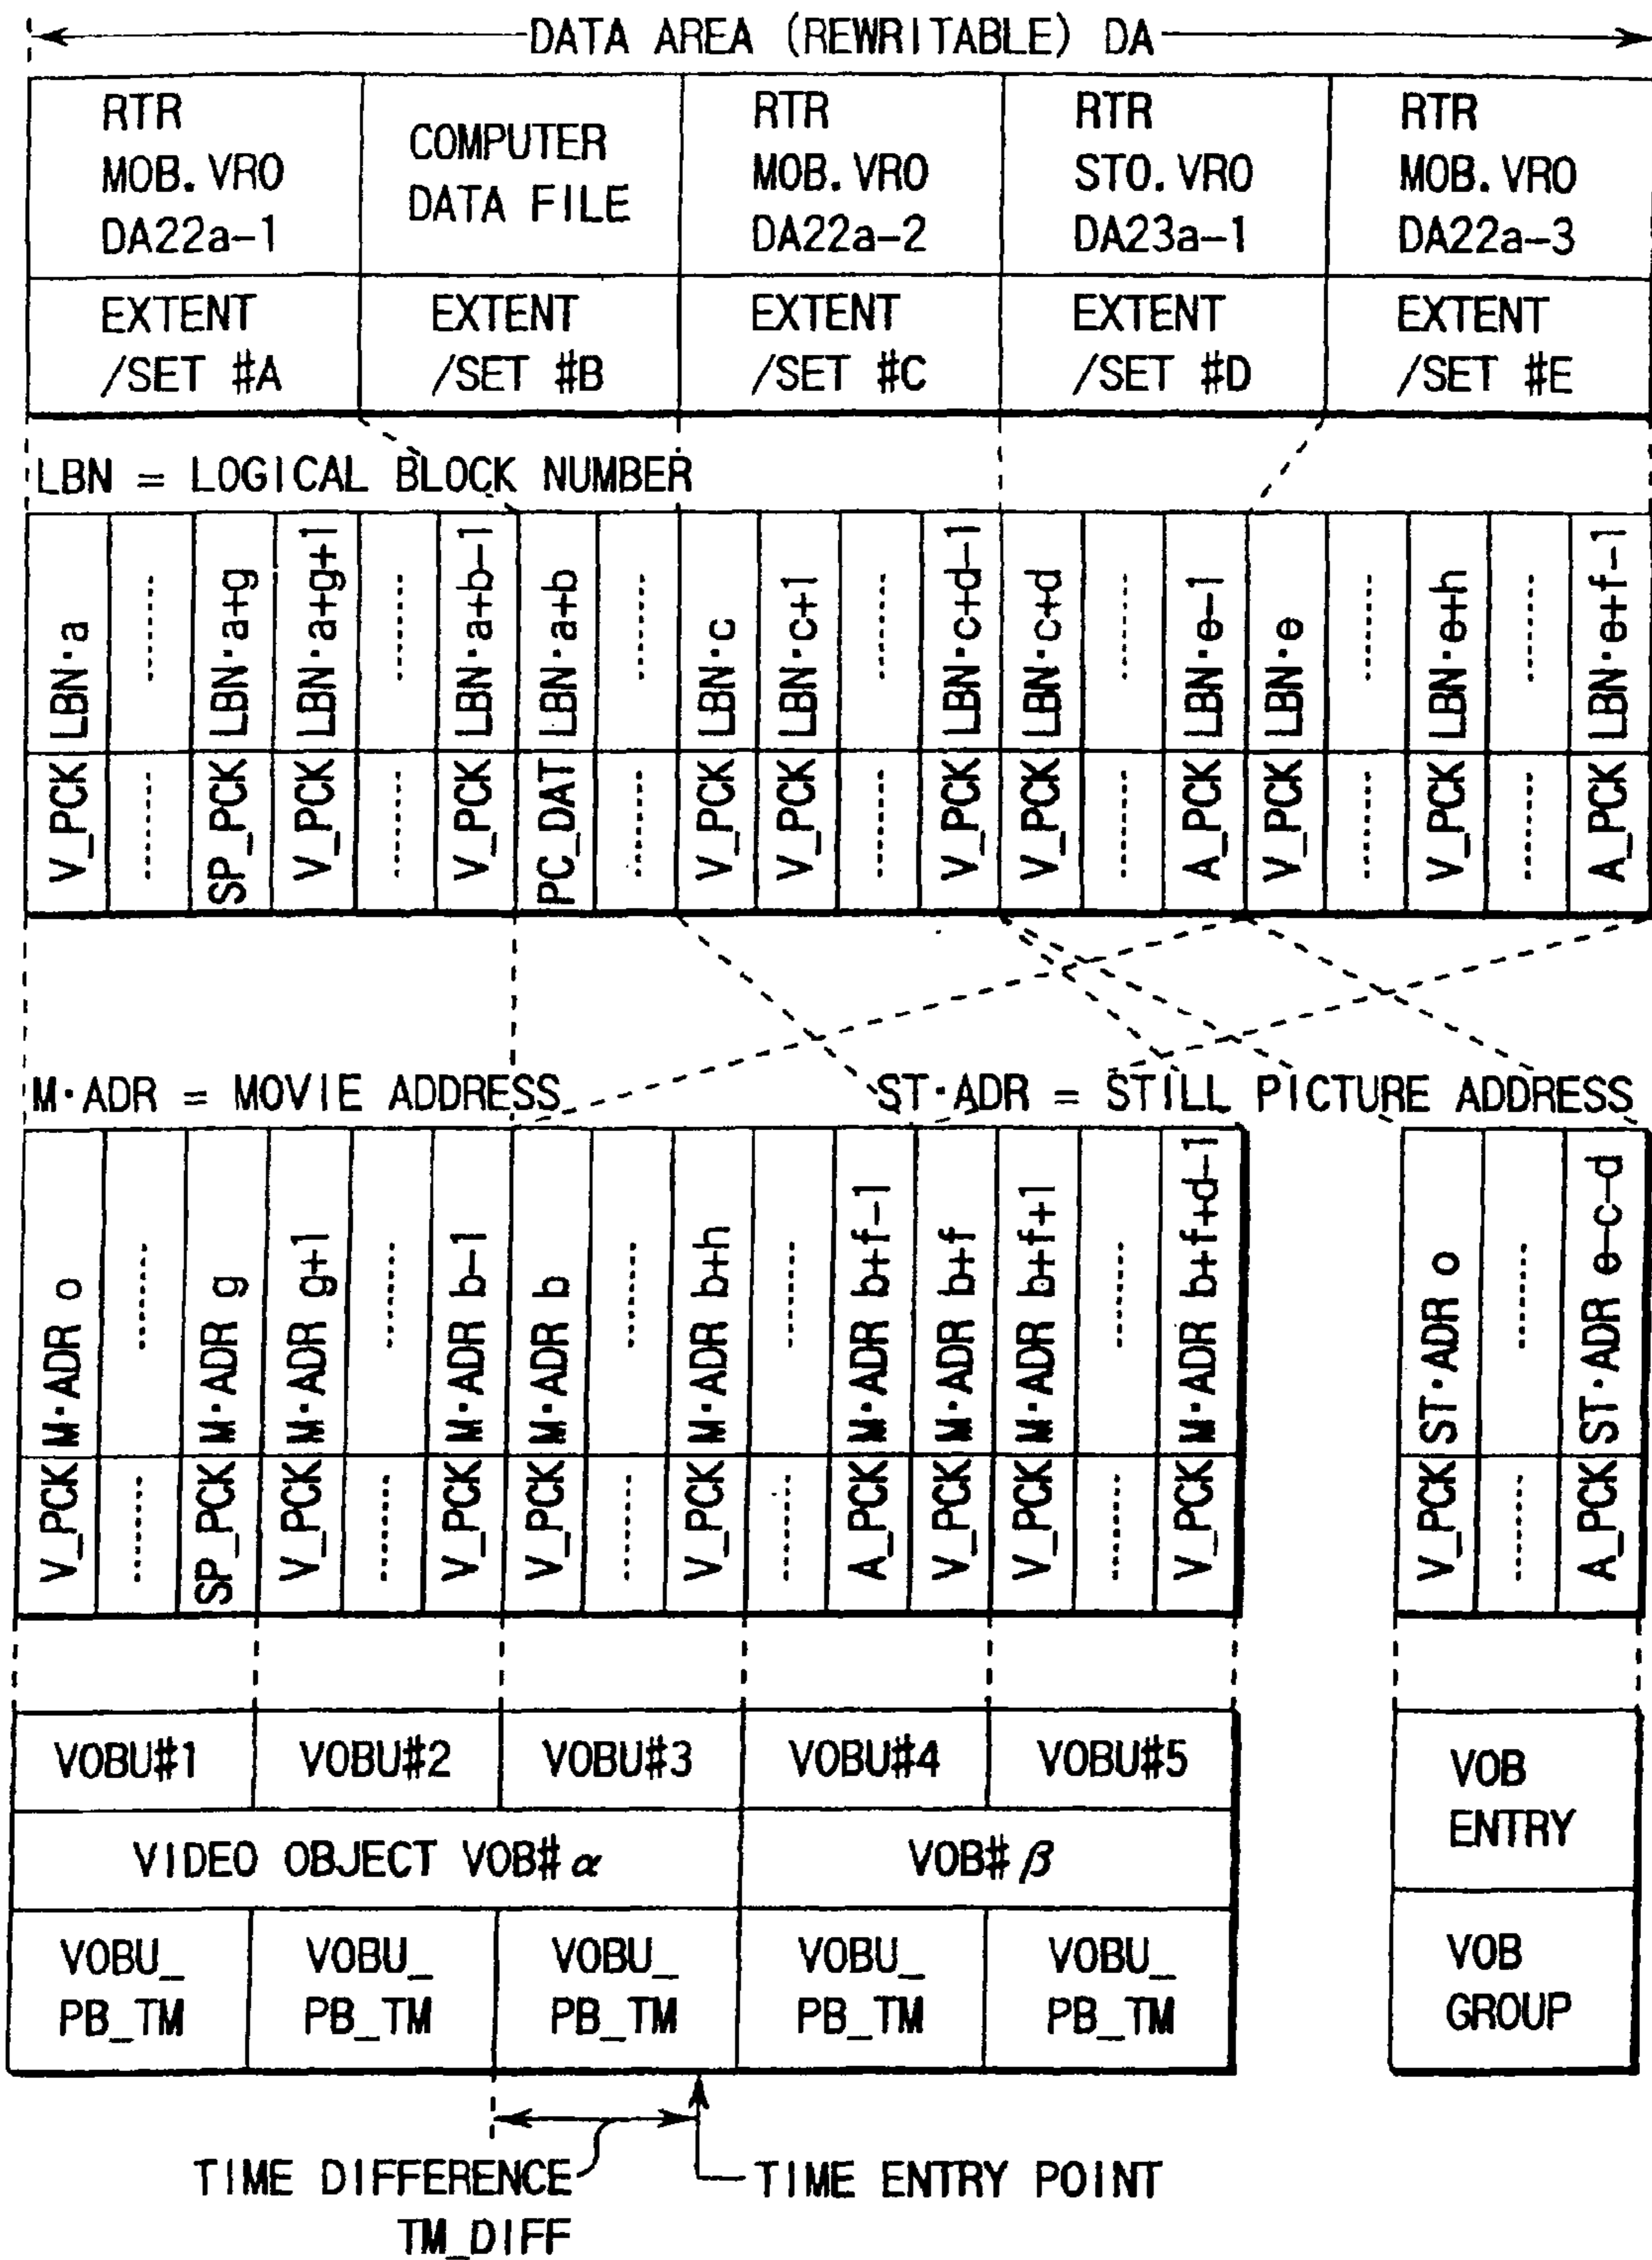 DATA AREA (REWRITABLE) DA
RTR MOB.VRO DA22a-1
COMPUTER DATA FILE
RTR MOB.VRO DA22a-2
RTR STO.VRO DA23a-1
RTR MOB.VRO DA22a-3
EXTENT /SET #A
EXTENT /SET #B
EXTENT /SET #C
EXTENT /SET #D
EXTENT /SET #E
LBN = LOGICAL BLOCK NUMBER
V_PCK LBN·a
SP_PCK LBN·a+g
V_PCK LBN·a+g+1
V_PCK LBN·a+b-1
PC_DAT LBN·a+b
V_PCK LBN·c
V_PCK LBN·c+1
V_PCK LBN·c+d-1
V_PCK LBN·c+d
A_PCK LBN·e-1
V_PCK LBN·e
V_PCK LBN·e+h
A_PCK LBN·e+f-1
M·ADR = MOVIE ADDRESS
ST·ADR = STILL PICTURE ADDRESS
V_PCK M·ADR o
SP_PCK M·ADR g
V_PCK M·ADR g+1
V_PCK M·ADR b-1
V_PCK M·ADR b
V_PCK M·ADR b+h
A_PCK M·ADR b+f-1
V_PCK M·ADR b+f
V_PCK M·ADR b+f+1
V_PCK M·ADR b+f+d-1
V_PCK ST·ADR o
A_PCK ST·ADR e-c-d
VOBU#1
VOBU#2
VOBU#3
VOBU#4
VOBU#5
VOB ENTRY
VIDEO OBJECT VOB#α
VOB#β
VOBU_ PB_TM
VOBU_ PB_TM
VOBU_ PB_TM
VOBU_ PB_TM
VOBU_ PB_TM
VOB GROUP
TIME DIFFERENCE TM_DIFF
TIME ENTRY POINT